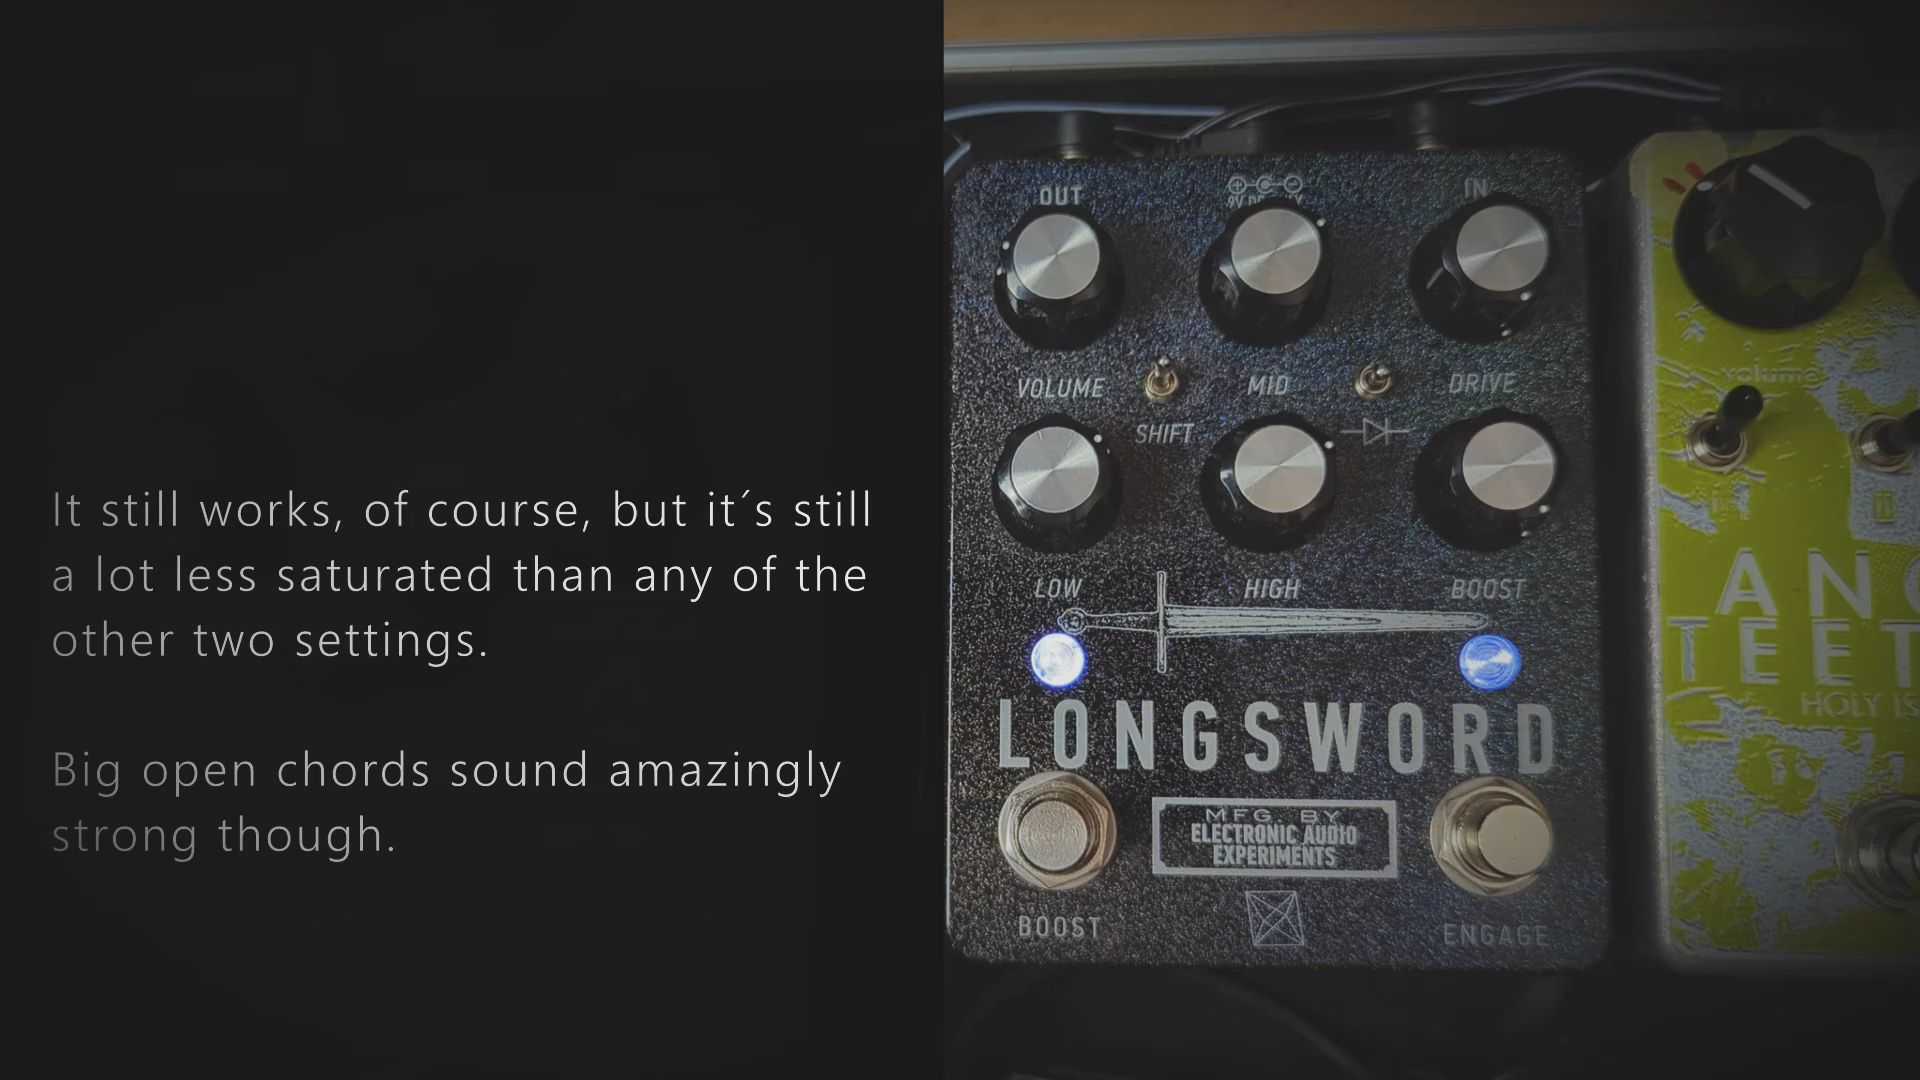 It still works, of course, but it´s still
a lot less saturated than any of the
other two settings.
Big open chords sound amazingly
strong though.
OUT
IN
VOLUME
MID
DRIVE
SHIFT
LOW
HIGH
BOOST
LONGSWORD
MFG. BY
ELECTRONIC AUDIO
EXPERIMENTS
BOOST
ENGAGE
volume
TEET
HOLY IS